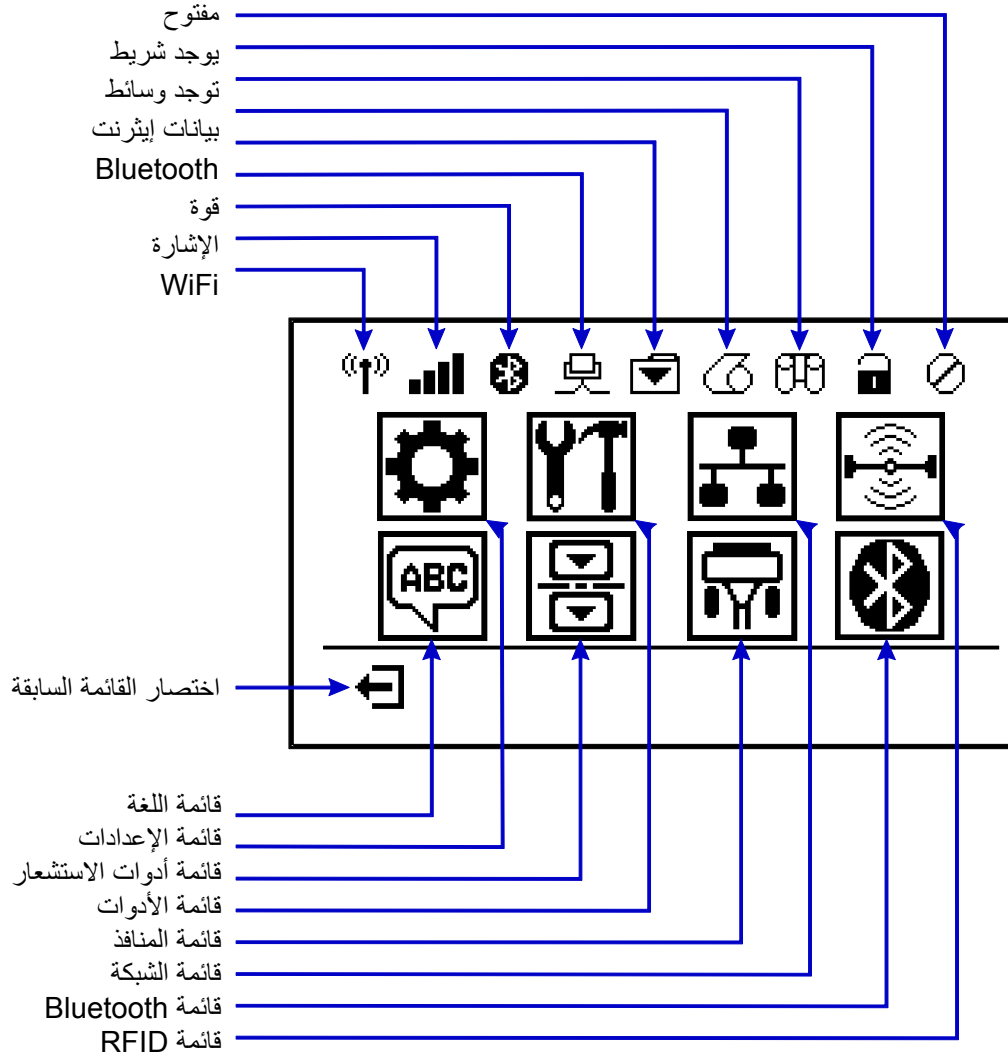 مفتوح
يوجد شريط
توجد وسائط
بيانات إيثرنت
Bluetooth
قوة
الإشارة
WiFi
ABC
اختصار القائمة السابقة
قائمة اللغة
قائمة الإعدادات
قائمة أدوات الاستشعار
قائمة الأدوات
قائمة المنافذ
قائمة الشبكة
قائمة Bluetooth
قائمة RFID